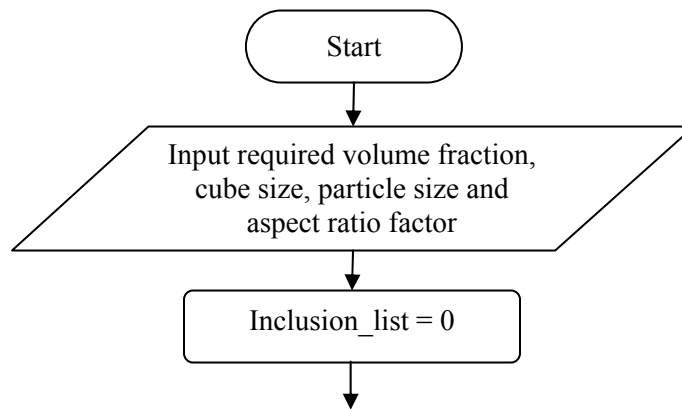 Start
Input required volume fraction,
cube size, particle size and
aspect ratio factor
Inclusion_list = 0